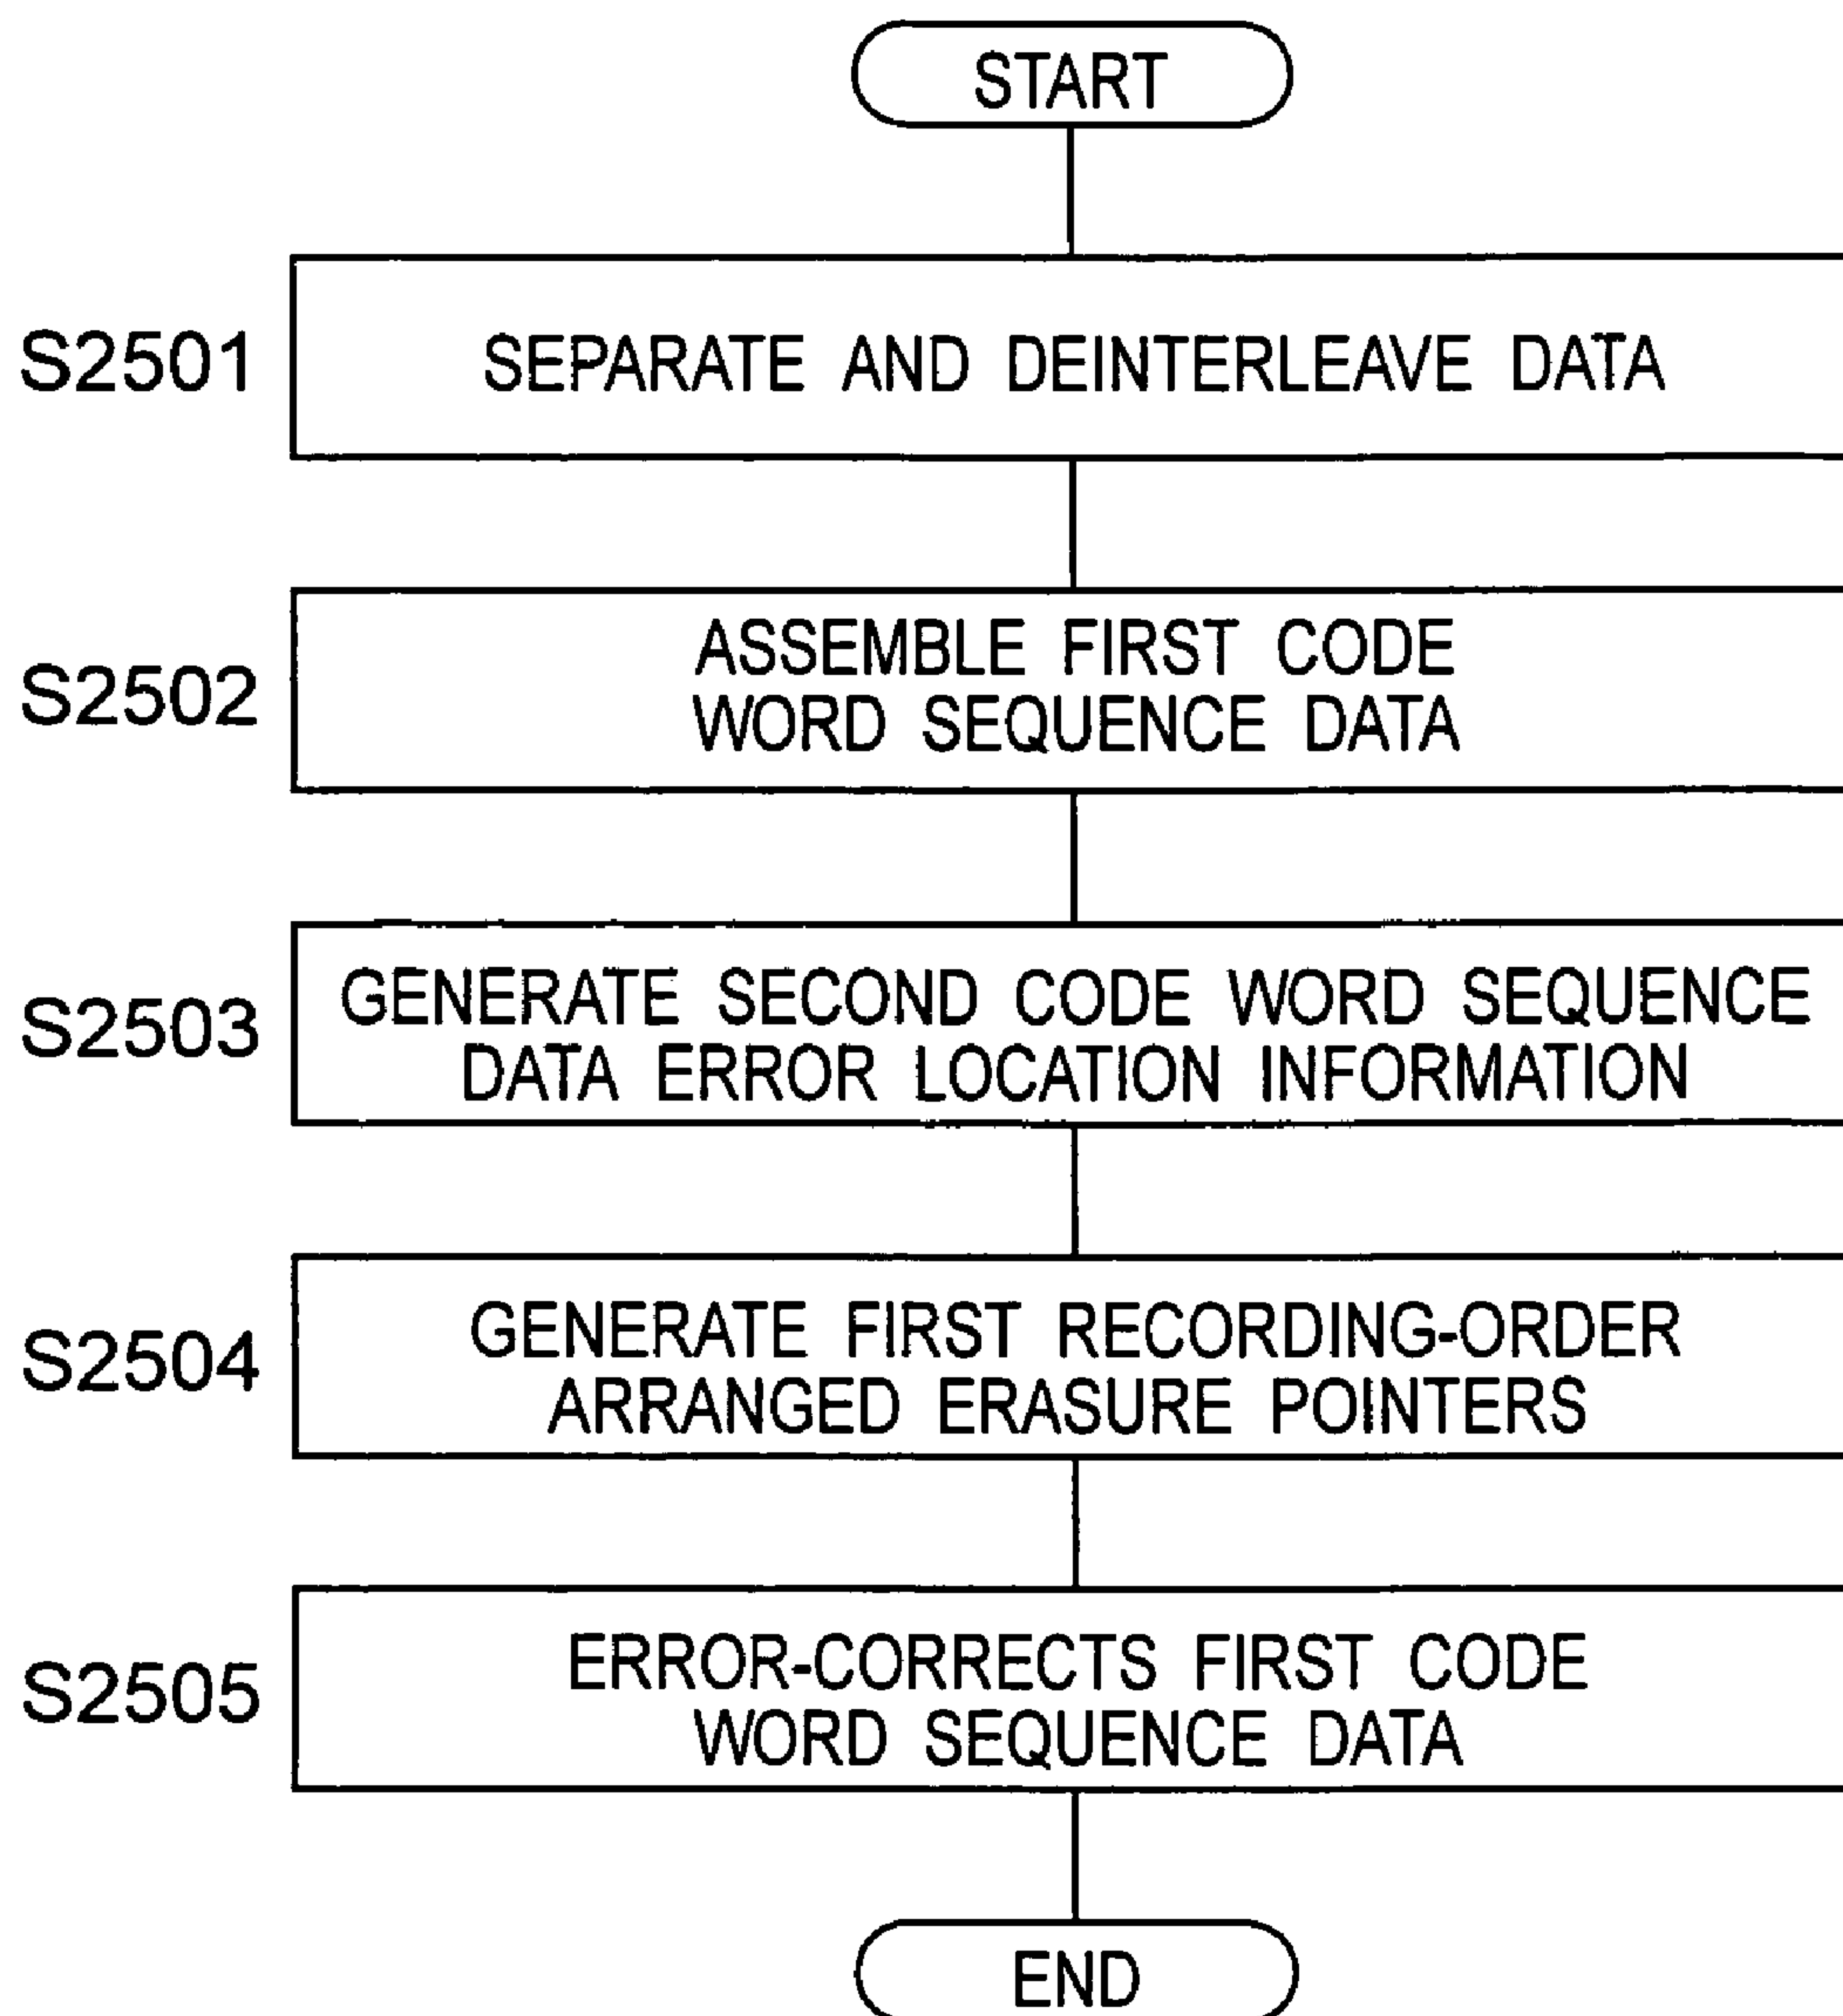 START
S2501
SEPARATE AND DEINTERLEAVE DATA
S2502
ASSEMBLE FIRST CODE
WORD SEQUENCE DATA
S2503
GENERATE SECOND CODE WORD SEQUENCE
DATA ERROR LOCATION INFORMATION
S2504
GENERATE FIRST RECORDING-ORDER
ARRANGED ERASURE POINTERS
S2505
ERROR-CORRECTS FIRST CODE
WORD SEQUENCE DATA
END